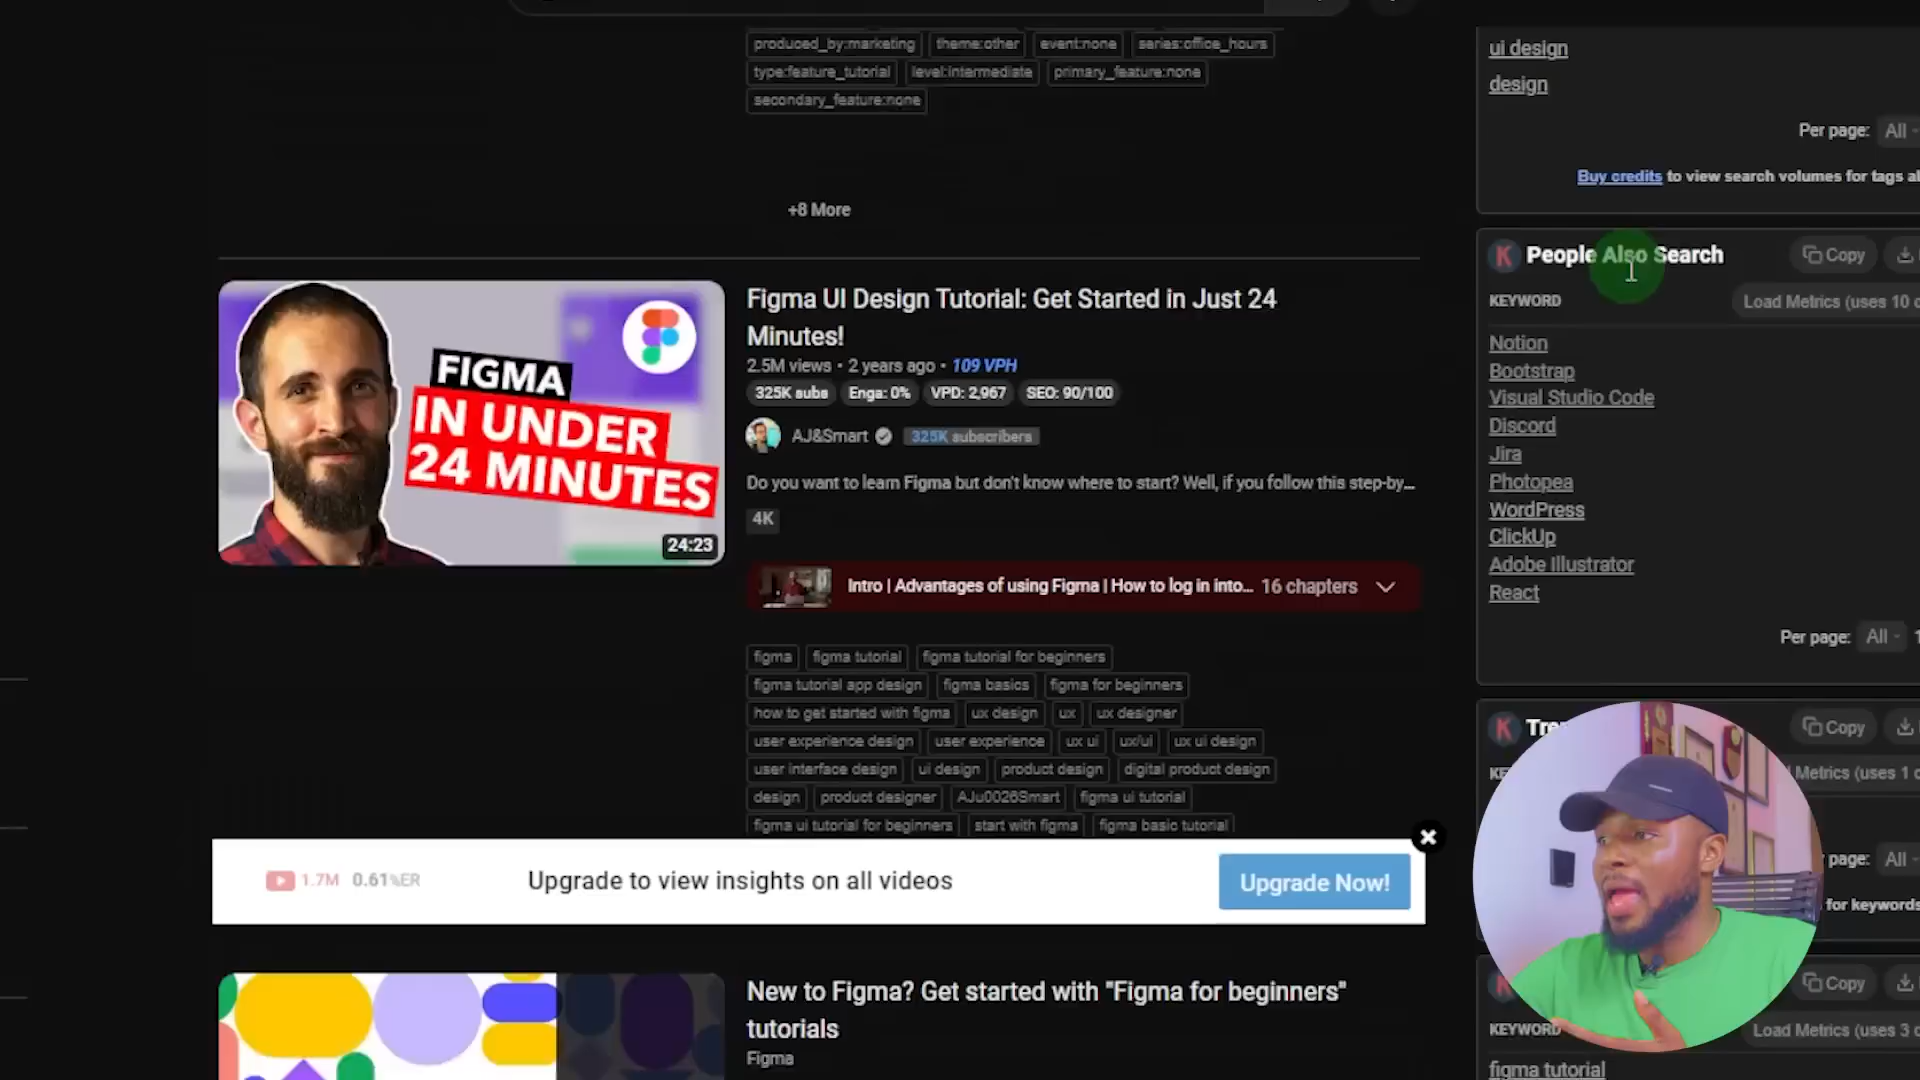 produced_by:marketing theme:other event:none series:office_hours
type:feature_tutorial level:intermediate primary_feature:none
secondary_feature:none
+8 More
FIGMA
IN UNDER
24 MINUTES
24:23
Figma UI Design Tutorial: Get Started in Just 24
Minutes!
2.5M views • 2 years ago • 109 VPH
325K subs Enga: 0% VPD: 2,967 SEO: 90/100
AJ&Smart 325K subscribers
Do you want to learn Figma but don't know where to start? Well, if you follow this step-by...
4K
Intro | Advantages of using Figma | How to log in into... 16 chapters
figma figma tutorial figma tutorial for beginners
figma tutorial app design figma basics figma for beginners
how to get started with figma ux design ux ux designer
user experience design user experience ux ui ux/ui ux ui design
user interface design ui design product design digital product design
design product designer AJu0026Smart figma ui tutorial
figma ui tutorial for beginners start with figma figma basic tutorial
1.7M 0.61%ER Upgrade to view insights on all videos Upgrade Now!
New to Figma? Get started with "Figma for beginners"
tutorials
Figma
ui design
design
Per page: All
Buy credits to view search volumes for tags
K People Also Search Copy
KEYWORD Load Metrics (uses 10
Notion
Bootstrap
Visual Studio Code
Discord
Jira
Photopea
WordPress
ClickUp
Adobe Illustrator
React
Per page: All
K Copy
Metrics (uses 1
page: All
for keywords
Copy
KEYWORD Load Metrics (uses 3
figma tutorial